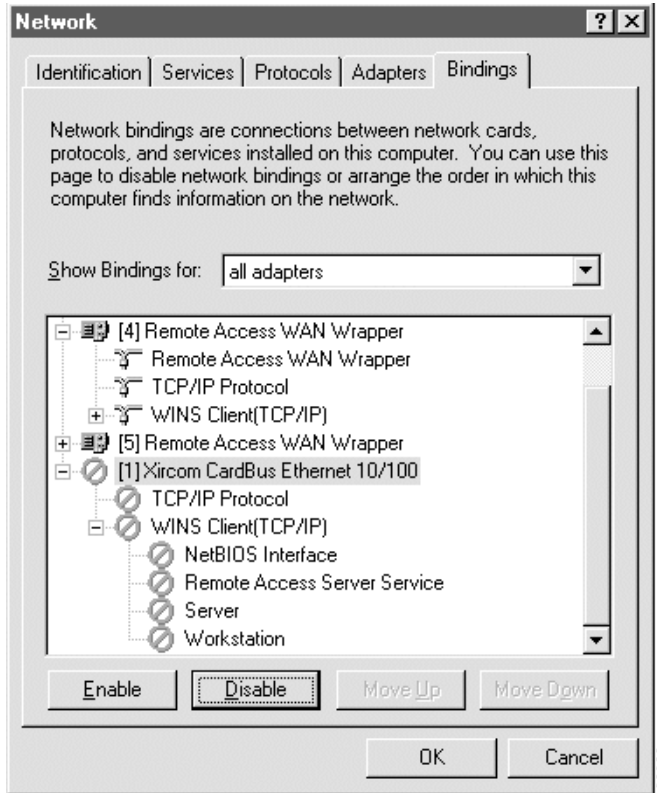 Network
Identification Services Protocols Adapters Bindings
Network bindings are connections between network cards,
protocols, and services installed on this computer. You can use this
page to disable network bindings or arrange the order in which this
computer finds information on the network.
Show Bindings for: all adapters
[4] Remote Access WAN Wrapper
Remote Access WAN Wrapper
TCP/IP Protocol
WINS Client(TCP/IP)
[5] Remote Access WAN Wrapper
[1] Xircom CardBus Ethernet 10/100
TCP/IP Protocol
WINS Client(TCP/IP)
NetBIOS Interface
Remote Access Server Service
Server
Workstation
Enable Disable Move Up Move Down
OK Cancel